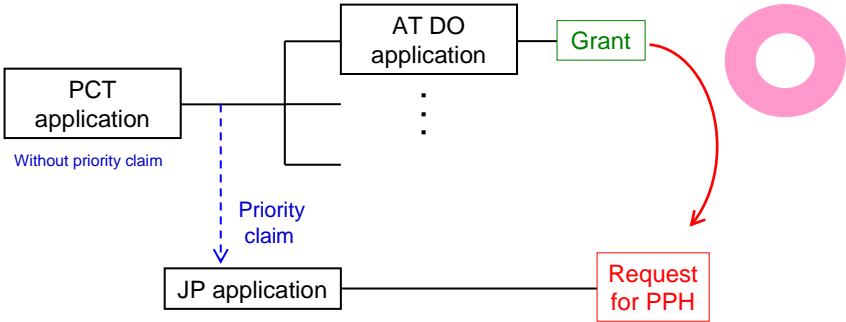 AT DO
application
Grant
PCT
application
Without priority claim
Priority
claim
JP application
Request
for PPH